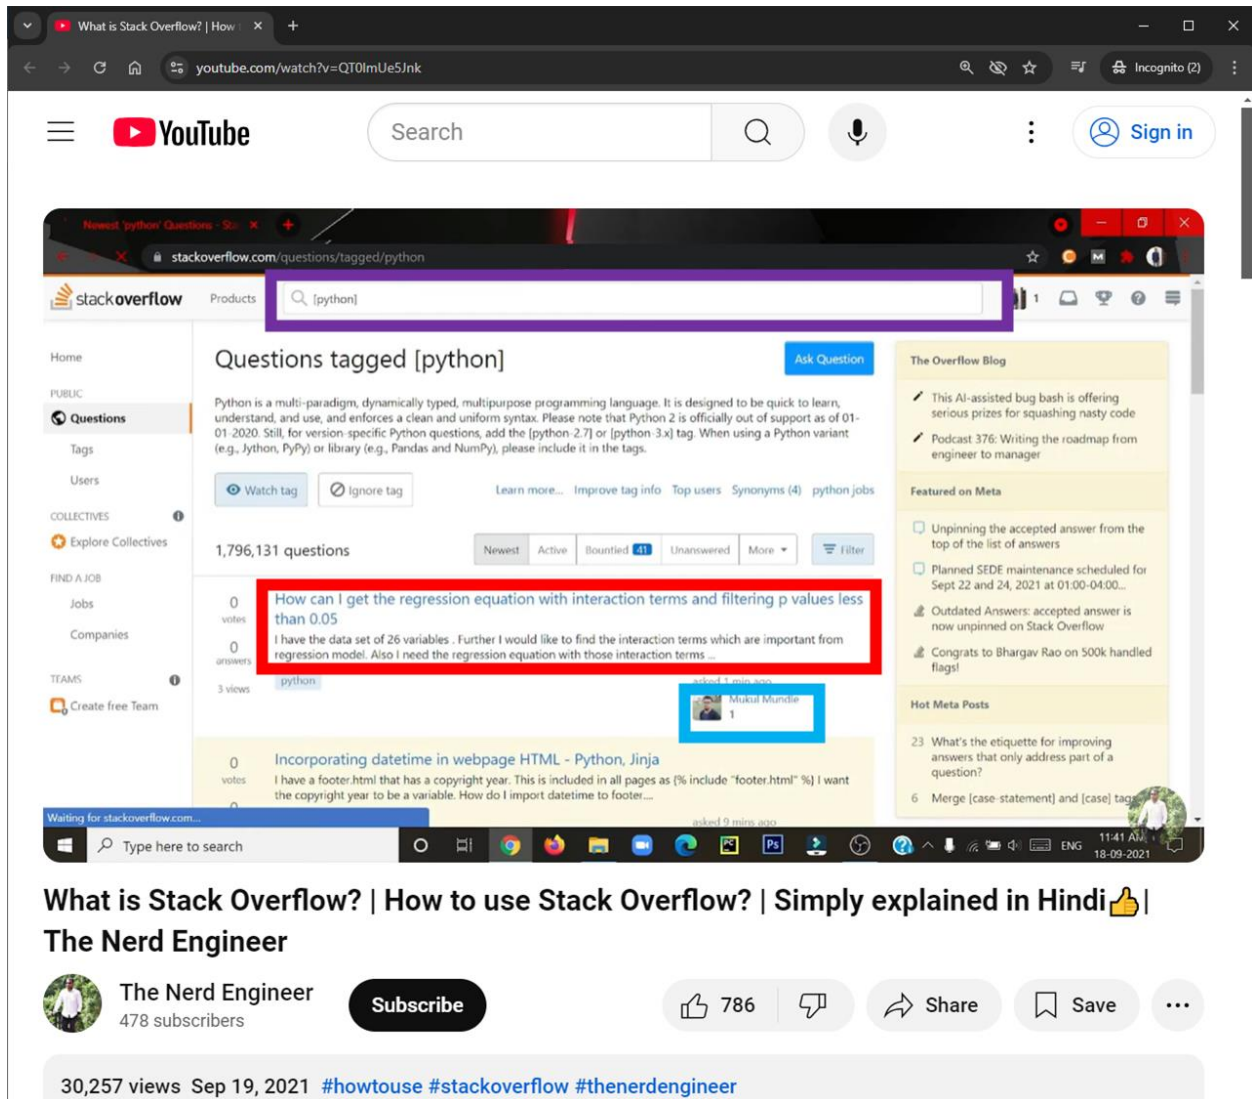 What is Stack Overflow? | How
youtube.com/watch?v=QT0ImUe5Jnk
Incognito (2)
YouTube
Search
Sign in
Newest 'python' Questions - Sta
stackoverflow.com/questions/tagged/python
stackoverflow
Products
[python]
1
Home
PUBLIC
Questions
Tags
Users
COLLECTIVES
Explore Collectives
FIND A JOB
Jobs
Companies
TEAMS
Create free Team
Questions tagged [python]
Ask Question
Python is a multi-paradigm, dynamically typed, multipurpose programming language. It is designed to be quick to learn,
understand, and use, and enforces a clean and uniform syntax. Please note that Python 2 is officially out of support as of 01-
01-2020. Still, for version-specific Python questions, add the [python-2.7] or [python-3.x] tag. When using a Python variant
(e.g., Jython, PyPy) or library (e.g., Pandas and NumPy), please include it in the tags.
Watch tag
Ignore tag
Learn more... Improve tag info Top users Synonyms (4) python jobs
1,796,131 questions
Newest Active Bountied 41 Unanswered More
Filter
0
votes
0
answers
3 views
How can I get the regression equation with interaction terms and filtering p values less
than 0.05
I have the data set of 26 variables . Further I would like to find the interaction terms which are important from
regression model. Also I need the regression equation with those interaction terms ...
python
asked 1 min ago
Mukul Mundle
1
0
votes
0
Incorporating datetime in webpage HTML - Python, Jinja
I have a footer.html that has a copyright year. This is included in all pages as {% include "footer.html" %} I want
the copyright year to be a variable. How do I import datetime to footer....
asked 9 mins ago
The Overflow Blog
This AI-assisted bug bash is offering
serious prizes for squashing nasty code
Podcast 376: Writing the roadmap from
engineer to manager
Featured on Meta
Unpinning the accepted answer from the
top of the list of answers
Planned SEDE maintenance scheduled for
Sept 22 and 24, 2021 at 01:00-04:00...
Outdated Answers: accepted answer is
now unpinned on Stack Overflow
Congrats to Bhargav Rao on 500k handled
flags!
Hot Meta Posts
23 What's the etiquette for improving
answers that only address part of a
question?
6 Merge [case-statement] and [case] tags
Waiting for stackoverflow.com...
Type here to search
PC
Ps
ENG
11:41 AM
18-09-2021
What is Stack Overflow? | How to use Stack Overflow? | Simply explained in Hindi👍|
The Nerd Engineer
The Nerd Engineer
478 subscribers
Subscribe
786
Share
Save
30,257 views Sep 19, 2021 #howtouse #stackoverflow #thenerdengineer